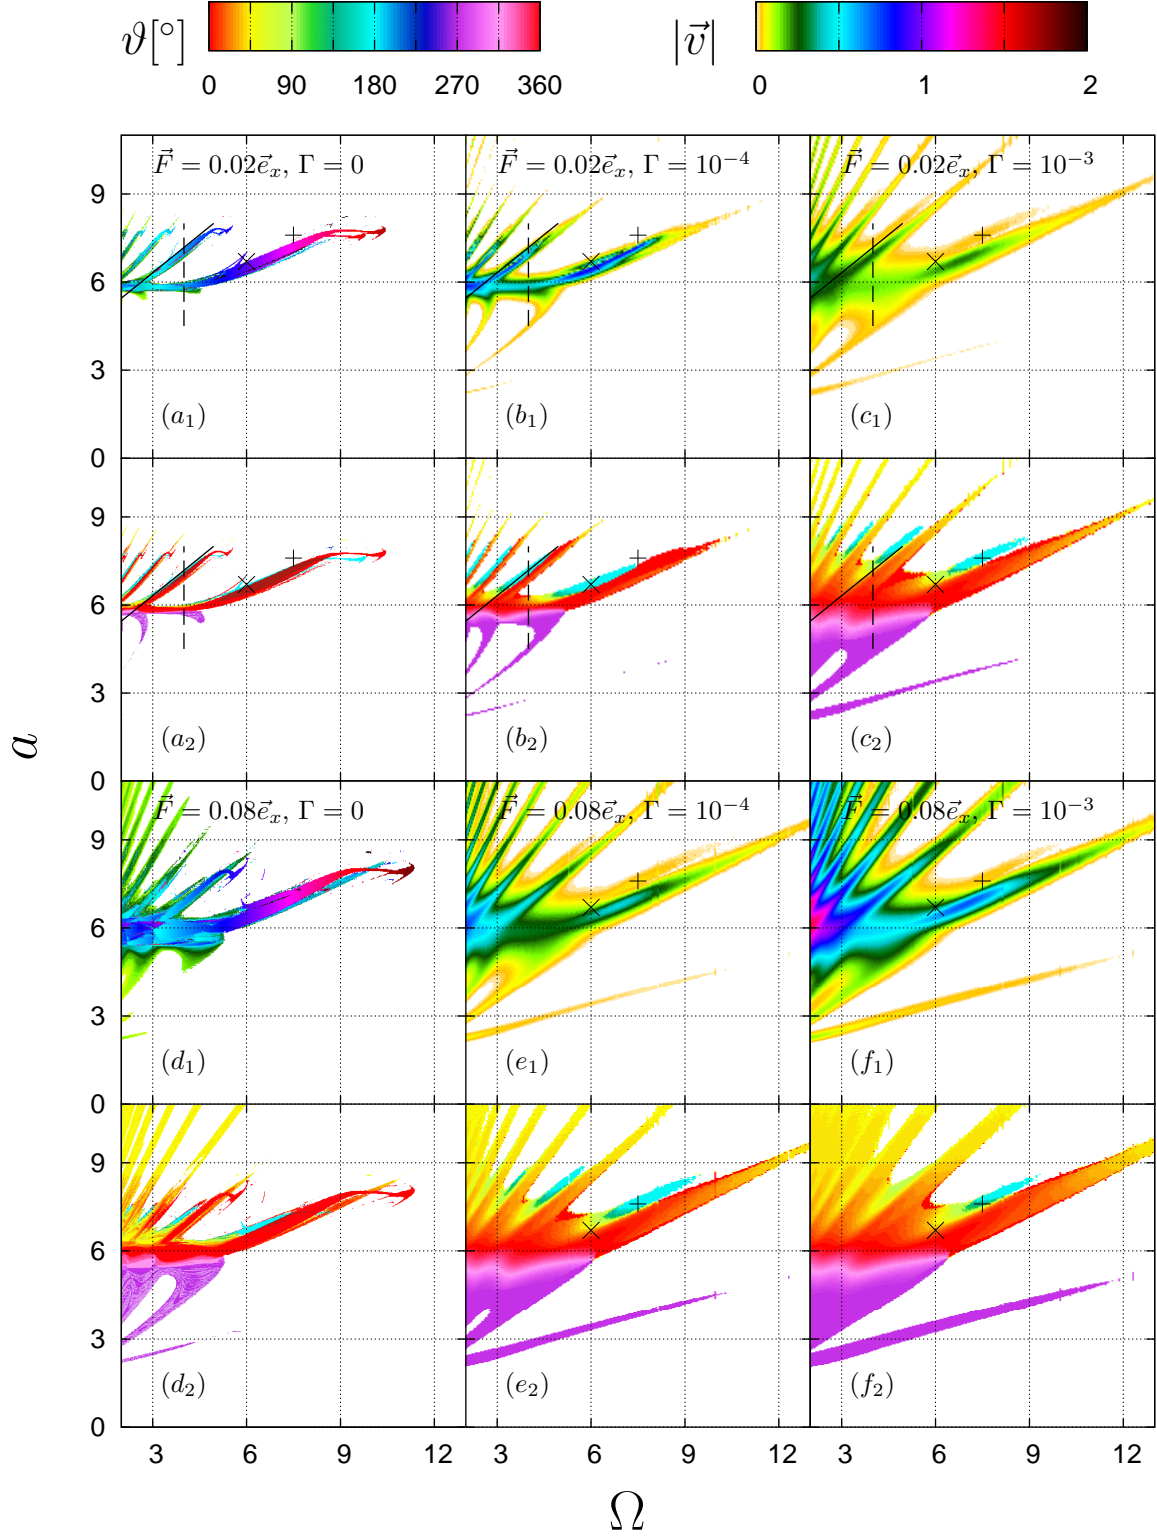 ϑ[°]
0 90 180 270 360
|v⃗|
0 1 2
F⃗ = 0.02e⃗ₓ, Γ = 0
F⃗ = 0.02e⃗ₓ, Γ = 10⁻⁴
F⃗ = 0.02e⃗ₓ, Γ = 10⁻³
9
6
3
0
(a₁)
(b₁)
(c₁)
9
6
3
0
(a₂)
(b₂)
(c₂)
a
F⃗ = 0.08e⃗ₓ, Γ = 0
F⃗ = 0.08e⃗ₓ, Γ = 10⁻⁴
F⃗ = 0.08e⃗ₓ, Γ = 10⁻³
9
6
3
0
(d₁)
(e₁)
(f₁)
9
6
3
0
(d₂)
(e₂)
(f₂)
3 6 9 12 3 6 9 12 3 6 9 12
Ω